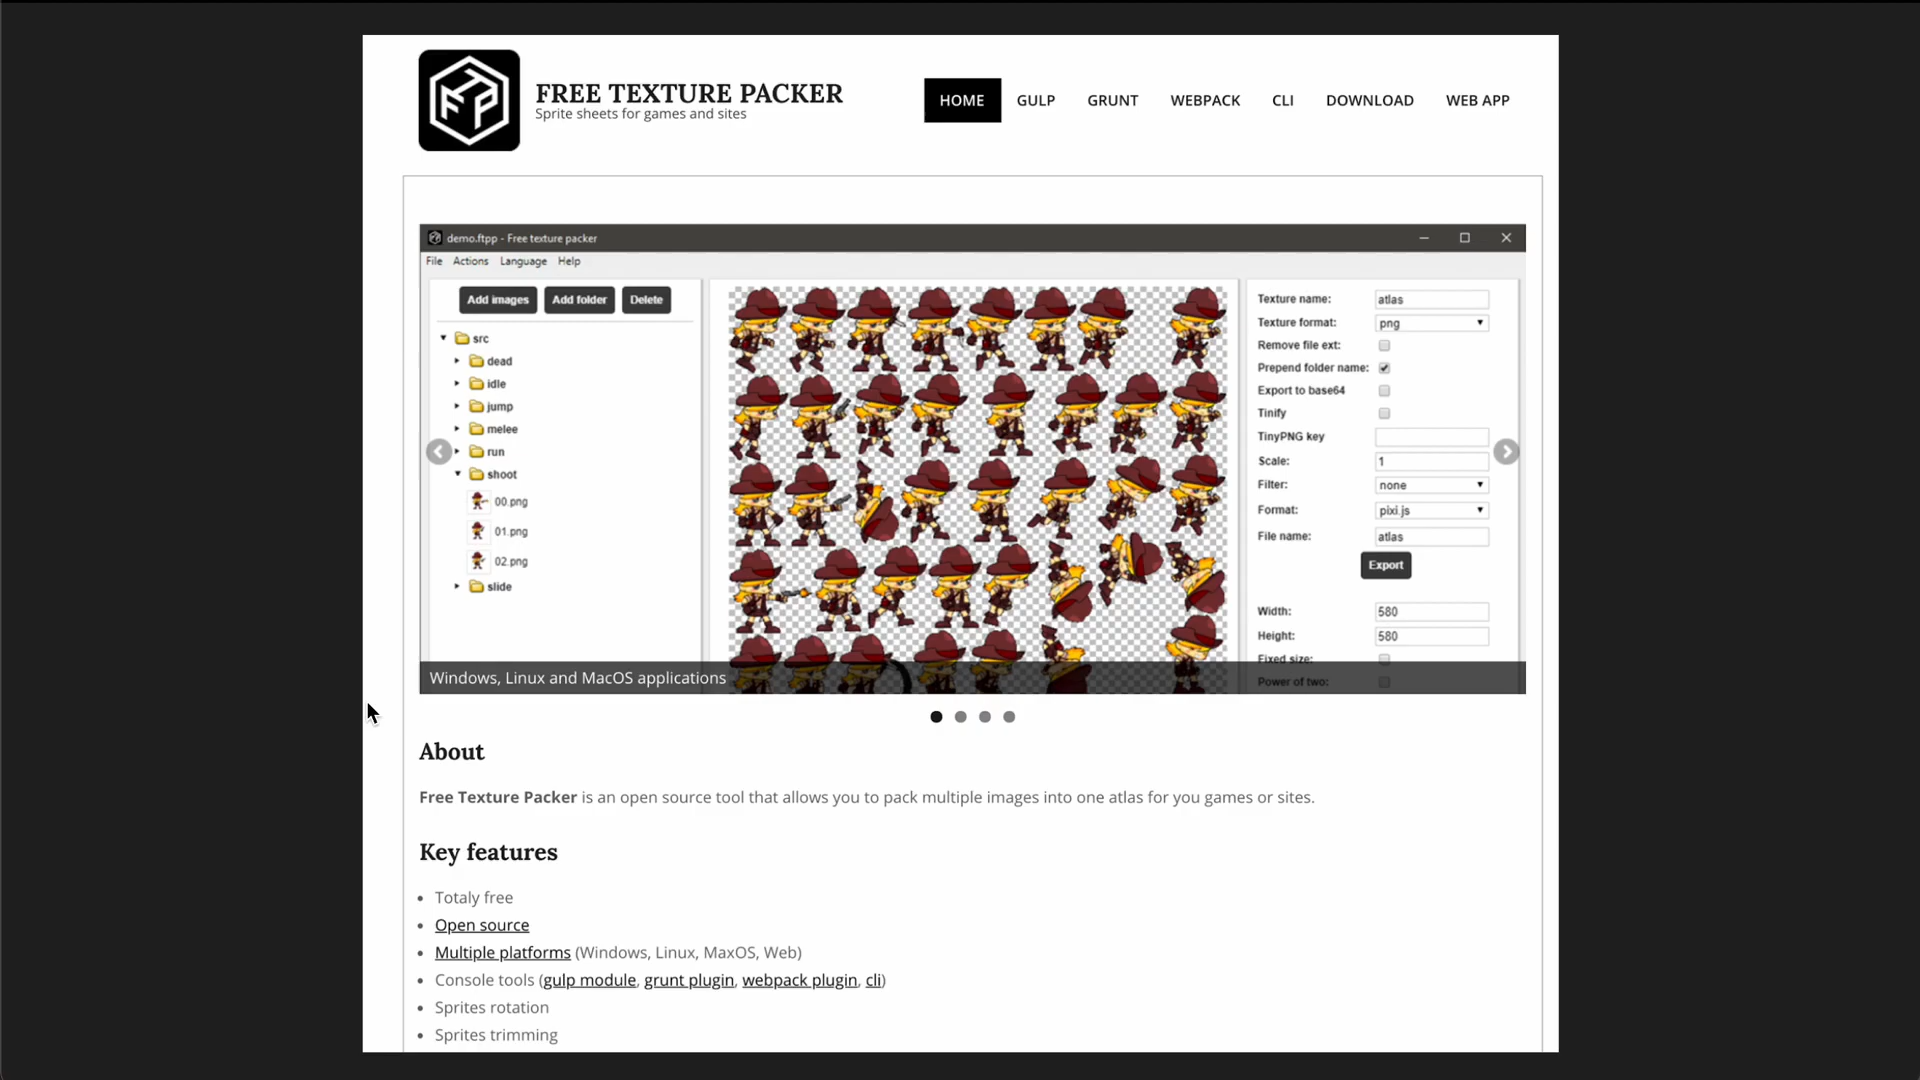 FTP
FREE TEXTURE PACKER
Sprite sheets for games and sites
HOME GULP GRUNT WEBPACK CLI DOWNLOAD WEB APP
demo.ftpp - Free texture packer
File Actions Language Help
Add images Add folder Delete
src
dead
idle
jump
melee
run
shoot
00.png
01.png
02.png
slide
Texture name: atlas
Texture format: png
Remove file ext:
Prepend folder name:
Export to base64
Tinify
TinyPNG key
Scale: 1
Filter: none
Format: pixi.js
File name: atlas
Export
Width: 580
Height: 580
Fixed size:
Power of two:
Windows, Linux and MacOS applications
About
Free Texture Packer is an open source tool that allows you to pack multiple images into one atlas for you games or sites.
Key features
• Totaly free
• Open source
• Multiple platforms (Windows, Linux, MaxOS, Web)
• Console tools (gulp module, grunt plugin, webpack plugin, cli)
• Sprites rotation
• Sprites trimming